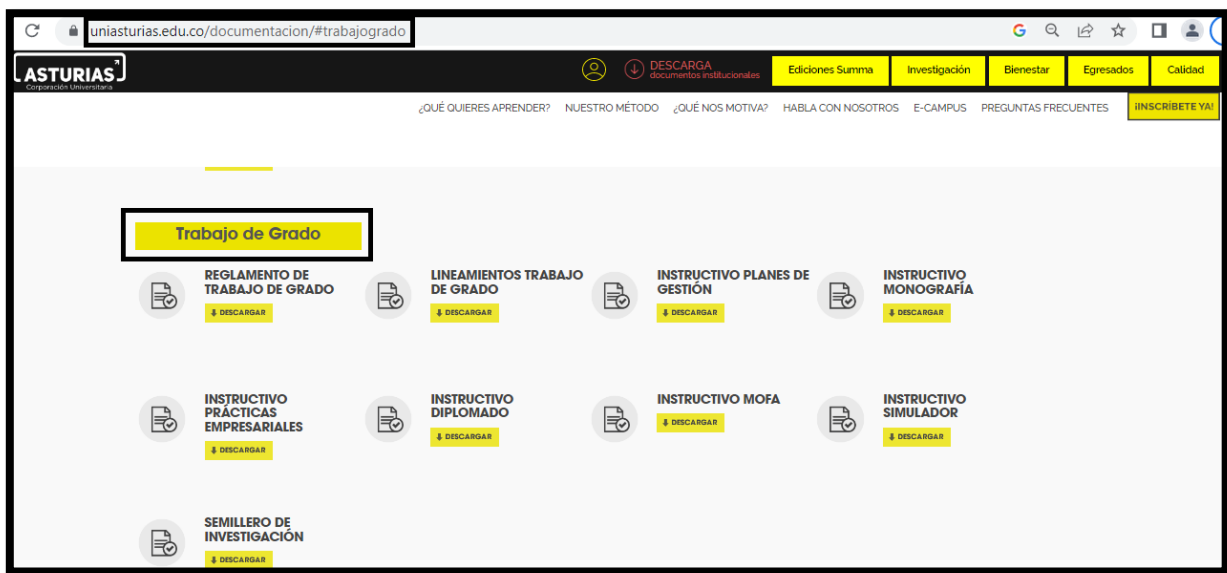 uniasturias.edu.co/documentacion/#trabajogrado
ASTURIAS
Corporación Universitaria
DESCARGA
documentos institucionales
Ediciones Summa
Investigación
Bienestar
Egresados
Calidad
¿QUÉ QUIERES APRENDER?
NUESTRO MÉTODO
¿QUÉ NOS MOTIVA?
HABLA CON NOSOTROS
E-CAMPUS
PREGUNTAS FRECUENTES
¡INSCRÍBETE YA!
Trabajo de Grado
REGLAMENTO DE
TRABAJO DE GRADO
DESCARGAR
LINEAMIENTOS TRABAJO
DE GRADO
DESCARGAR
INSTRUCTIVO PLANES DE
GESTIÓN
DESCARGAR
INSTRUCTIVO
MONOGRAFÍA
DESCARGAR
INSTRUCTIVO
PRÁCTICAS
EMPRESARIALES
DESCARGAR
INSTRUCTIVO
DIPLOMADO
DESCARGAR
INSTRUCTIVO MOFA
DESCARGAR
INSTRUCTIVO
SIMULADOR
DESCARGAR
SEMILLERO DE
INVESTIGACIÓN
DESCARGAR